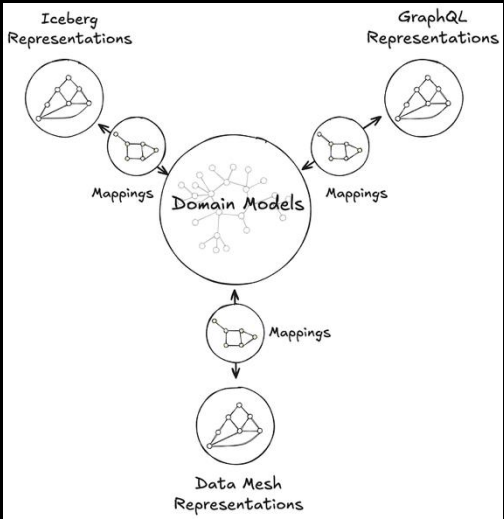 Iceberg
Representations
GraphQL
Representations
Mappings
Mappings
Domain Models
Mappings
Data Mesh
Representations